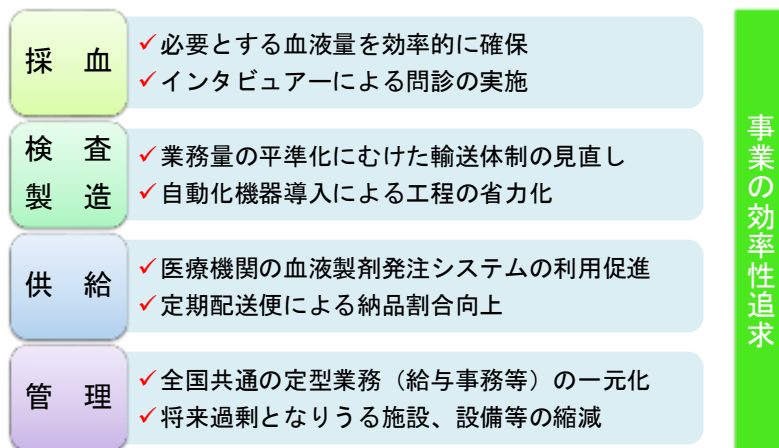 採　血
✓必要とする血液量を効率的に確保
✓インタビュアーによる問診の実施
検　査
製　造
✓業務量の平準化にむけた輸送体制の見直し
✓自動化機器導入による工程の省力化
供　給
✓医療機関の血液製剤発注システムの利用促進
✓定期配送便による納品割合向上
管　理
✓全国共通の定型業務（給与事務等）の一元化
✓将来過剰となりうる施設、設備等の縮減
事業の効率性追求